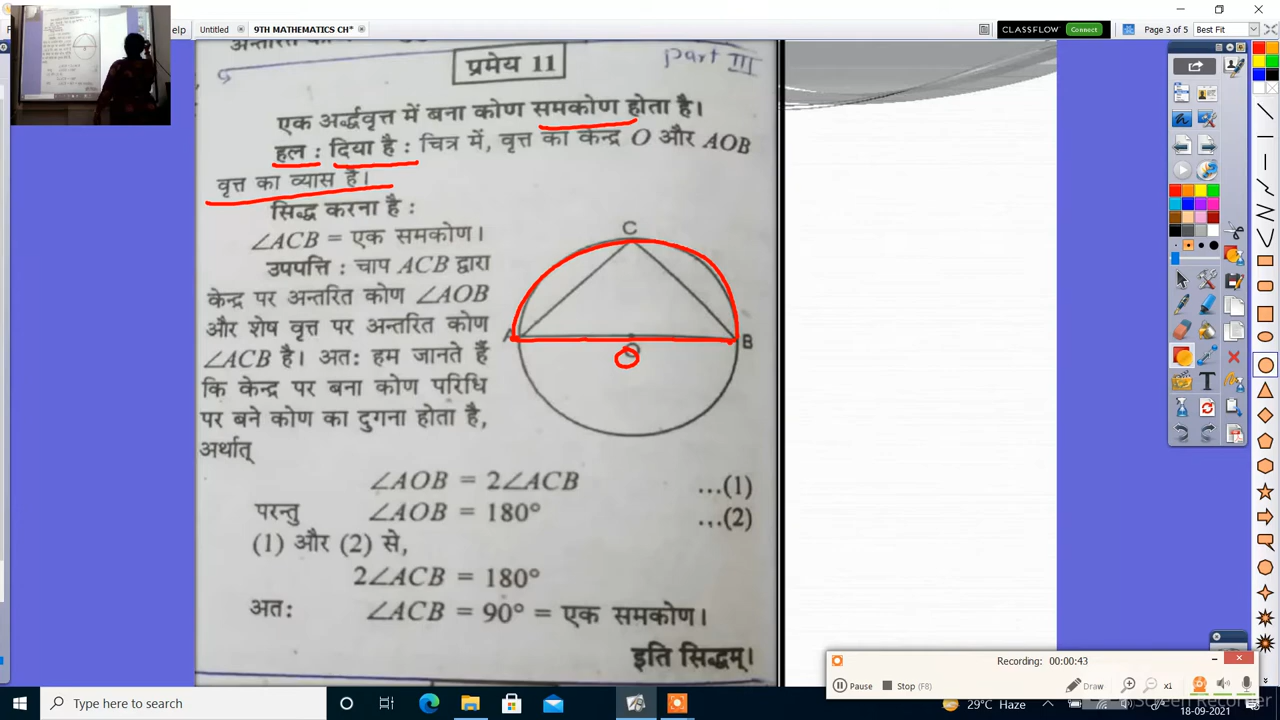 help
Untitled
9TH MATHEMATICS CH*
CLASSFLOW
Connect
Page 3 of 5
Best Fit
प्रमेय 11
Part III
एक अर्द्धवृत्त में बना कोण समकोण होता है।
हल : दिया है : चित्र में, वृत्त का केन्द्र O और AOB
वृत्त का व्यास है।
सिद्ध करना है :
∠ACB = एक समकोण।
उपपत्ति : चाप ACB द्वारा
केन्द्र पर अन्तरित कोण ∠AOB
और शेष वृत्त पर अन्तरित कोण
∠ACB है। अतः हम जानते हैं
कि केन्द्र पर बना कोण परिधि
पर बने कोण का दुगना होता है,
अर्थात्
C
A
B
O
∠AOB = 2∠ACB ...(1)
परन्तु ∠AOB = 180° ...(2)
(1) और (2) से,
2∠ACB = 180°
अतः ∠ACB = 90° = एक समकोण।
इति सिद्धम्।
Recording: 00:00:43
Pause
Stop (F8)
Draw
x1
Type here to search
29°C Haze
18-09-2021